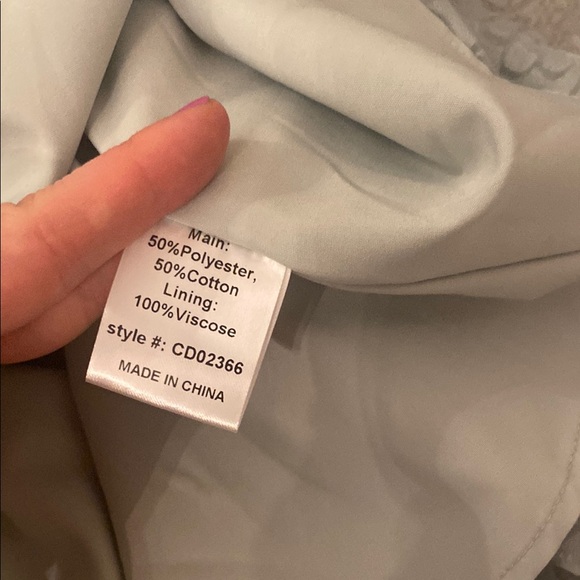 Main:
50%Polyester,
50%Cotton
Lining:
100%Viscose
style #: CD02366
MADE IN CHINA